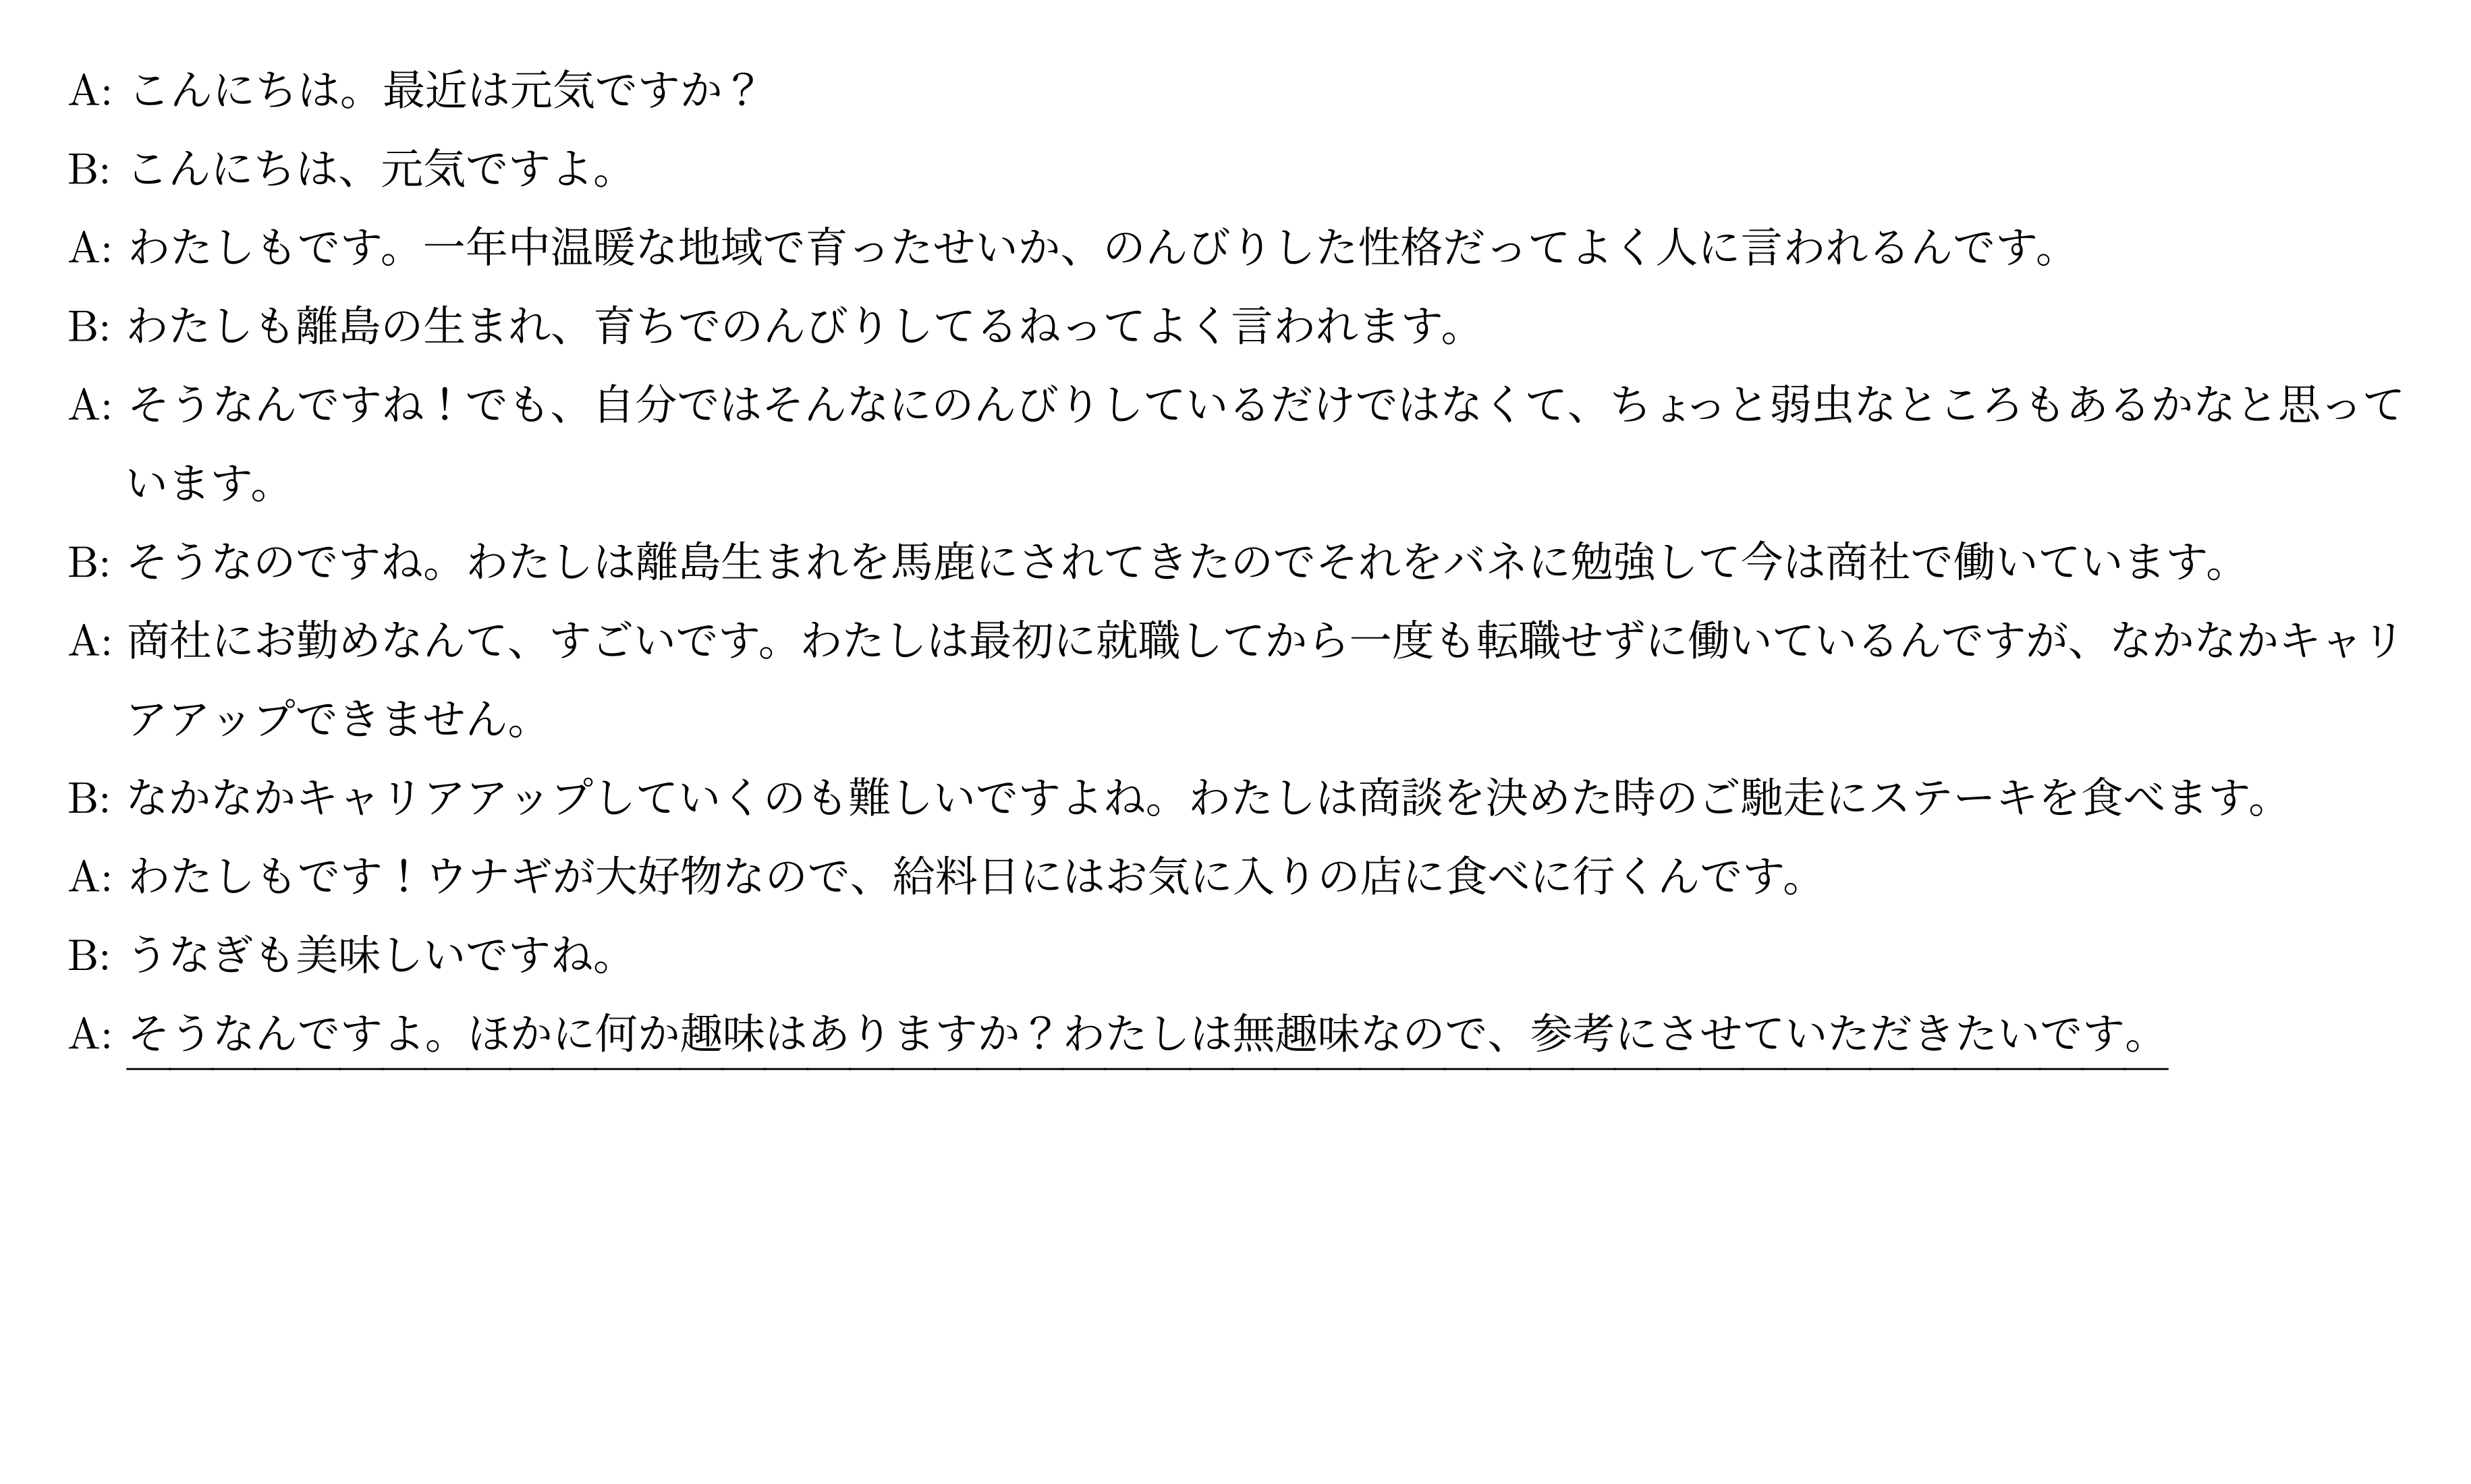 A: こんにちは。最近は元気ですか？
B: こんにちは、元気ですよ。
A: わたしもです。一年中温暖な地域で育ったせいか、のんびりした性格だってよく人に言われるんです。
B: わたしも離島の生まれ、育ちでのんびりしてるねってよく言われます。
A: そうなんですね！でも、自分ではそんなにのんびりしているだけではなくて、ちょっと弱虫なところもあるかなと思って
います。
B: そうなのですね。わたしは離島生まれを馬鹿にされてきたのでそれをバネに勉強して今は商社で働いています。
A: 商社にお勤めなんて、すごいです。わたしは最初に就職してから一度も転職せずに働いているんですが、なかなかキャリ
アアップできません。
B: なかなかキャリアアップしていくのも難しいですよね。わたしは商談を決めた時のご馳走にステーキを食べます。
A: わたしもです！ウナギが大好物なので、給料日にはお気に入りの店に食べに行くんです。
B: うなぎも美味しいですね。
A: そうなんですよ。ほかに何か趣味はありますか？わたしは無趣味なので、参考にさせていただきたいです。